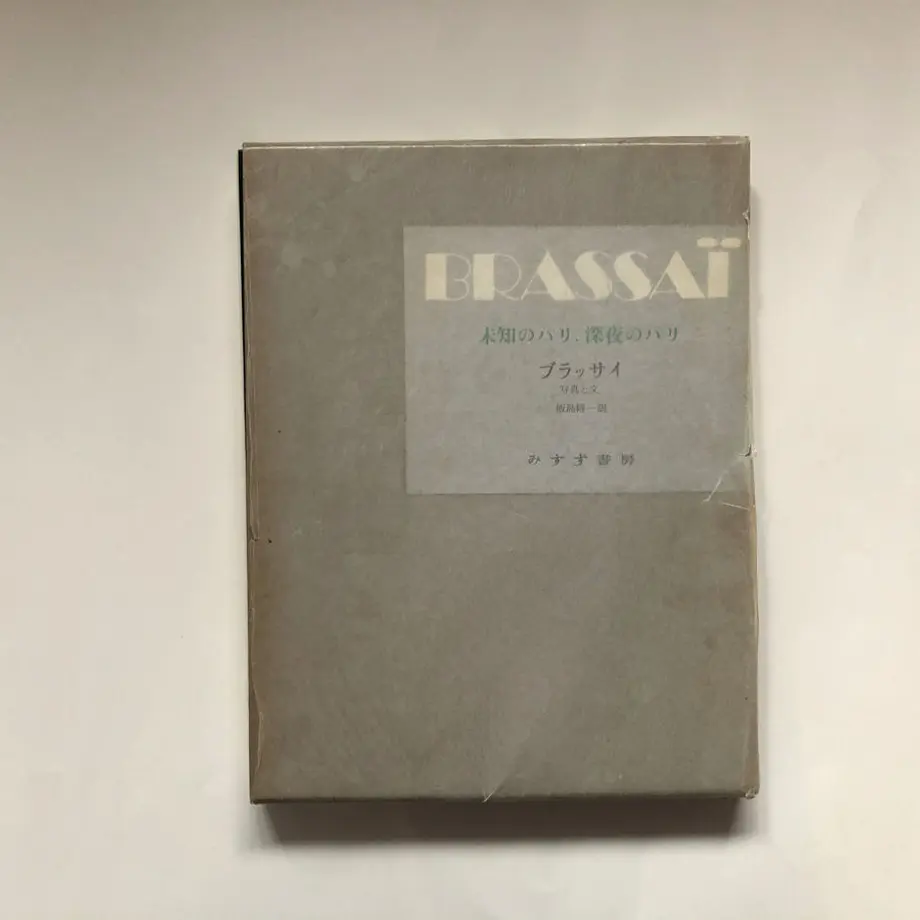 BRASSAÏ
未知のパリ、深夜のパリ
ブラッサイ
写真と文
飯島耕一訳
みすず書房